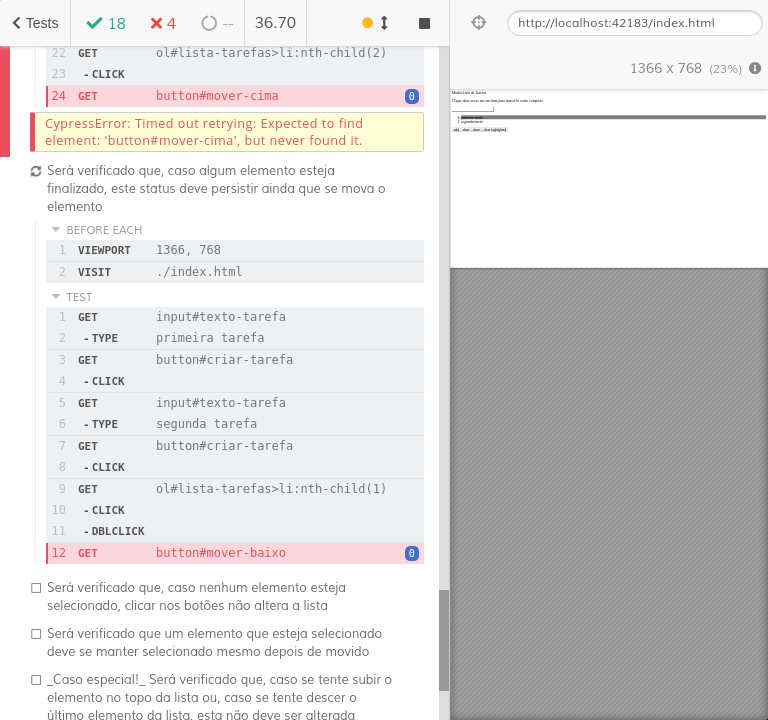 Tests 18 4 -- 36.70 http://localhost:42183/index.html
1366 x 768 (23%)
22 GET ol#lista-tarefas>li:nth-child(2)
23 - CLICK
24 GET button#mover-cima 0
CypressError: Timed out retrying: Expected to find
element: 'button#mover-cima', but never found it.
Será verificado que, caso algum elemento esteja
finalizado, este status deve persistir ainda que se mova o
elemento
BEFORE EACH
1 VIEWPORT 1366, 768
2 VISIT ./index.html
TEST
1 GET input#texto-tarefa
2 - TYPE primeira tarefa
3 GET button#criar-tarefa
4 - CLICK
5 GET input#texto-tarefa
6 - TYPE segunda tarefa
7 GET button#criar-tarefa
8 - CLICK
9 GET ol#lista-tarefas>li:nth-child(1)
10 - CLICK
11 - DBLCLICK
12 GET button#mover-baixo 0
Será verificado que, caso nenhum elemento esteja
selecionado, clicar nos botões não altera a lista
Será verificado que um elemento que esteja selecionado
deve se manter selecionado mesmo depois de movido
_Caso especial!_ Será verificado que, caso se tente subir o
elemento no topo da lista ou, caso se tente descer o
último elemento da lista, esta não deve ser alterada
Minha Lista de Tarefas